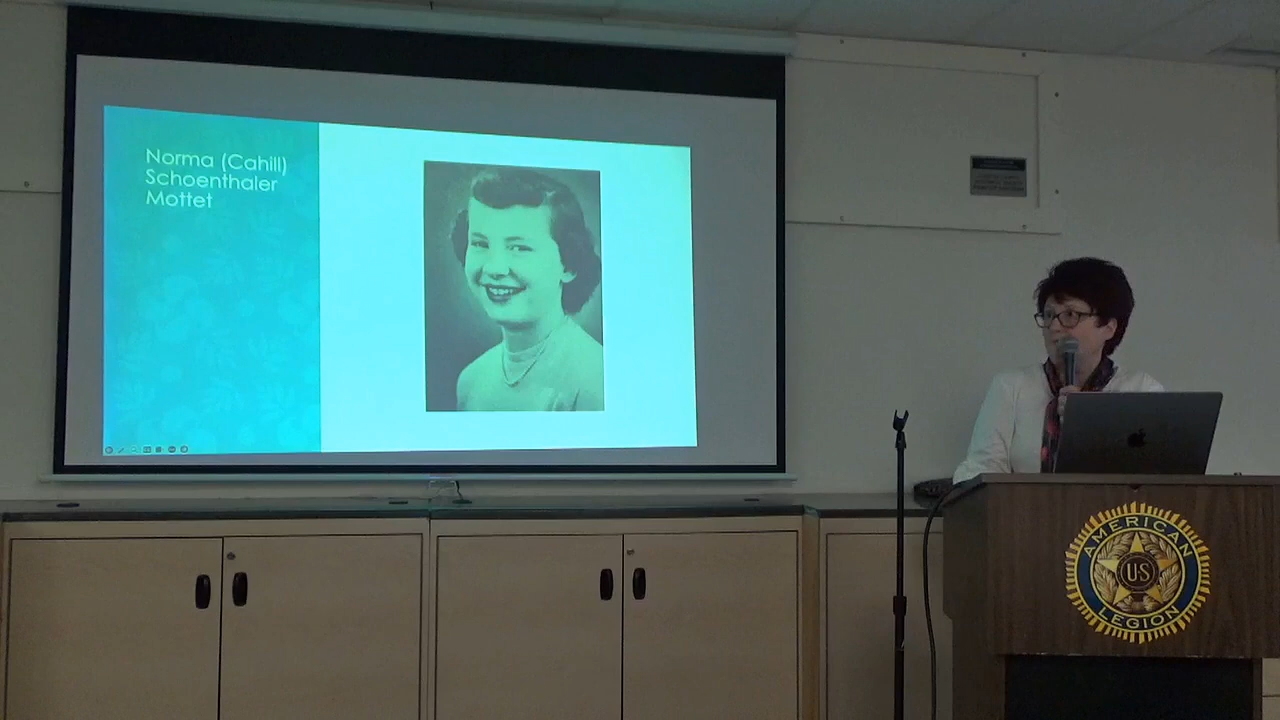 Norma (Cahill)
Schoenthaler
Mottet
AMERICAN
US
LEGION